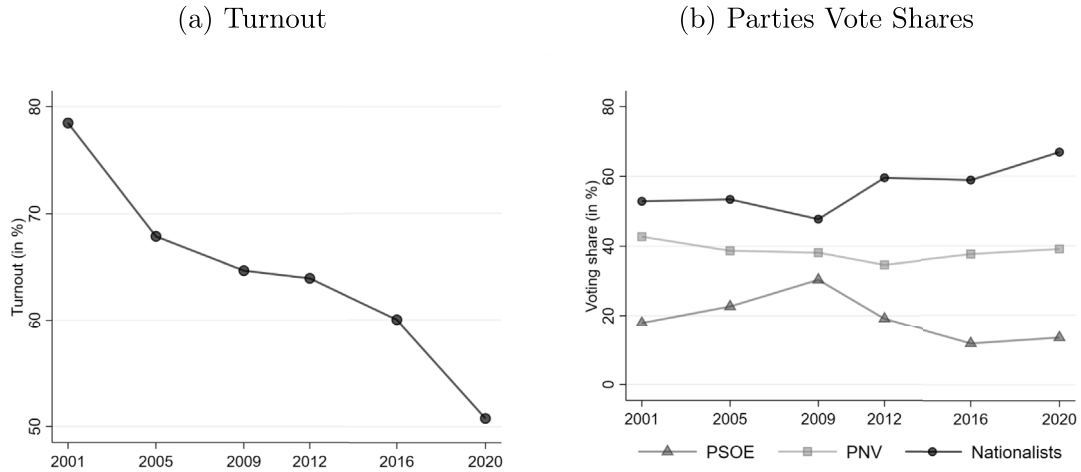 (a) Turnout
80
70
60
50
Turnout (in %)
2001 2005 2009 2012 2016 2020
(b) Parties Vote Shares
80
60
40
20
0
Voting share (in %)
2001 2005 2009 2012 2016 2020
PSOE PNV Nationalists